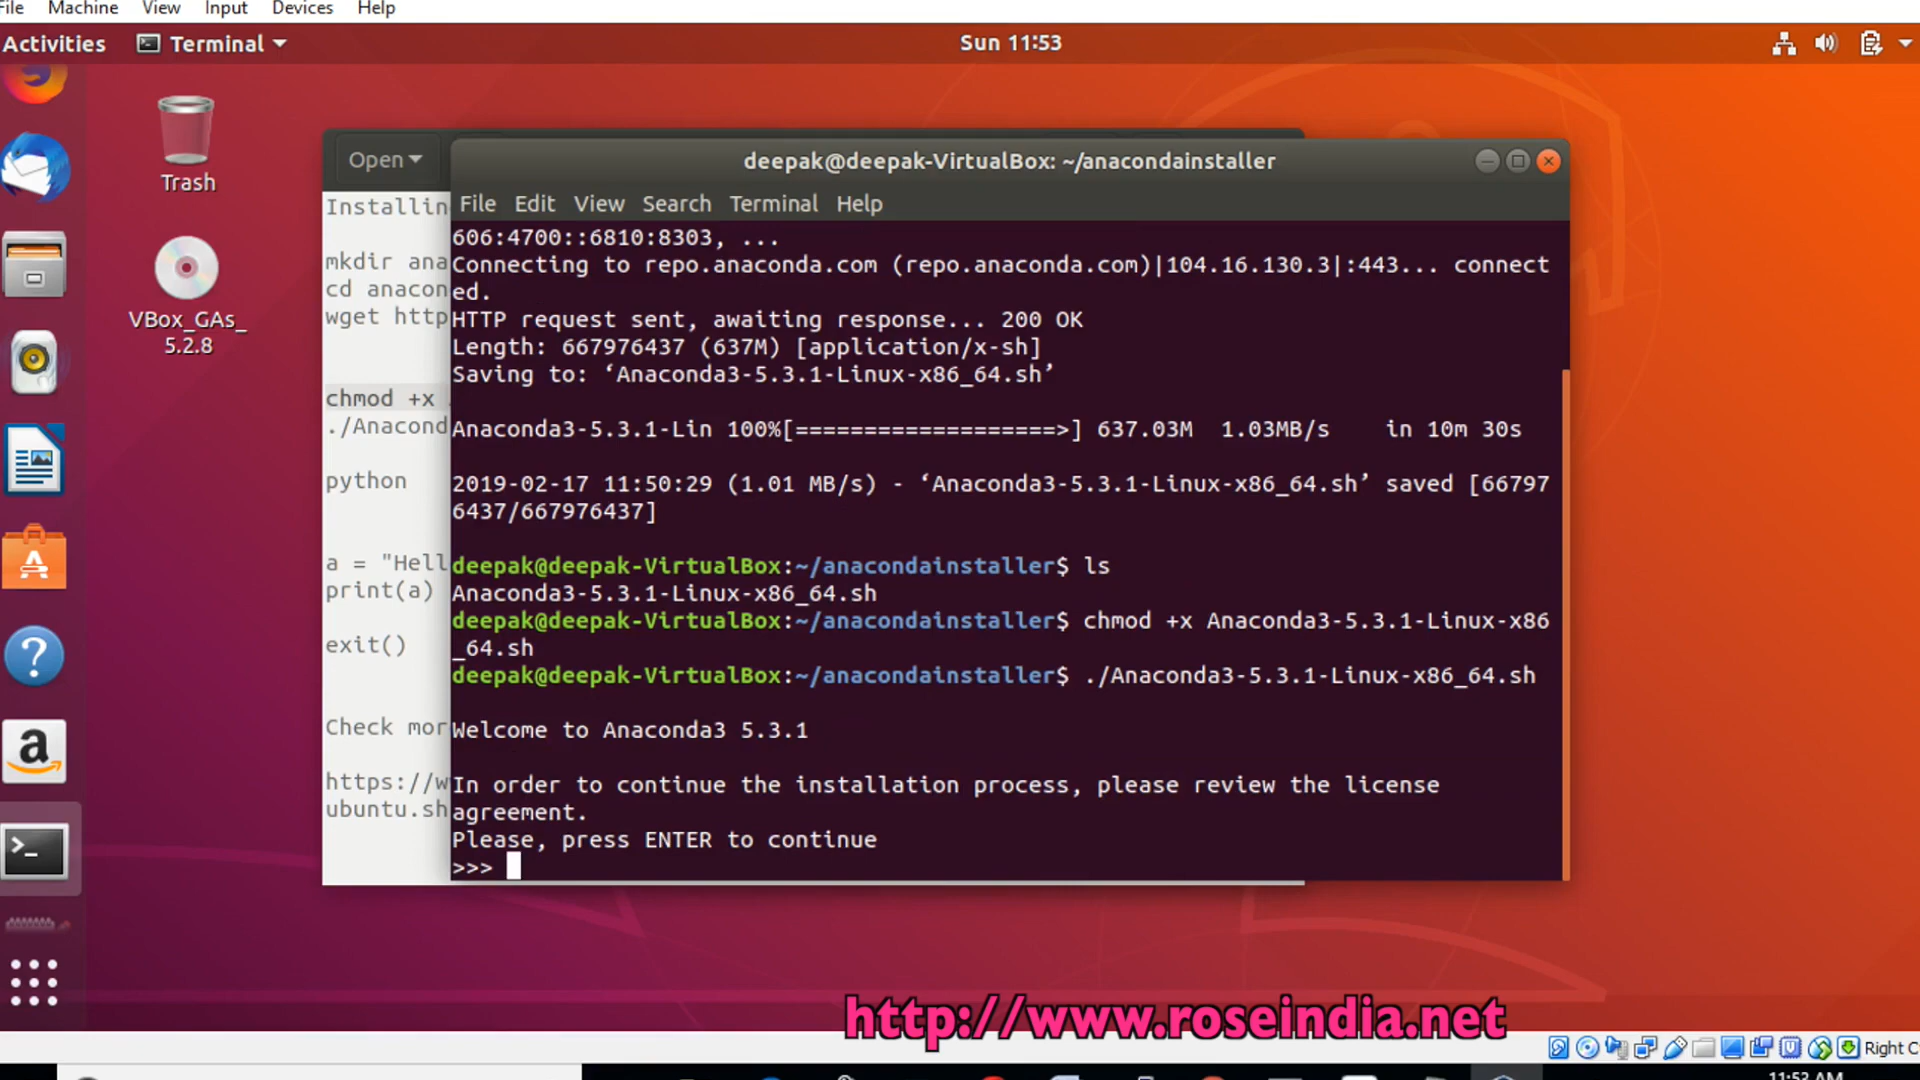 File Machine View Input Devices Help
Activities Terminal Sun 11:53
Trash
VBox_GAs_
5.2.8
Open
deepak@deepak-VirtualBox: ~/anacondainstaller
File Edit View Search Terminal Help
Installin
mkdir ana
cd anacon
wget http
chmod +x
./Anacond
python
a = "Hell
print(a)
exit()
Check mor
https://w
ubuntu.sh
606:4700::6810:8303, ...
Connecting to repo.anaconda.com (repo.anaconda.com)|104.16.130.3|:443... connect
ed.
HTTP request sent, awaiting response... 200 OK
Length: 667976437 (637M) [application/x-sh]
Saving to: ‘Anaconda3-5.3.1-Linux-x86_64.sh’
Anaconda3-5.3.1-Lin 100%[===================>] 637.03M 1.03MB/s in 10m 30s
2019-02-17 11:50:29 (1.01 MB/s) - ‘Anaconda3-5.3.1-Linux-x86_64.sh’ saved [66797
6437/667976437]
deepak@deepak-VirtualBox:~/anacondainstaller$ ls
Anaconda3-5.3.1-Linux-x86_64.sh
deepak@deepak-VirtualBox:~/anacondainstaller$ chmod +x Anaconda3-5.3.1-Linux-x86
_64.sh
deepak@deepak-VirtualBox:~/anacondainstaller$ ./Anaconda3-5.3.1-Linux-x86_64.sh
Welcome to Anaconda3 5.3.1
In order to continue the installation process, please review the license
agreement.
Please, press ENTER to continue
>>>
http://www.roseindia.net
Right C